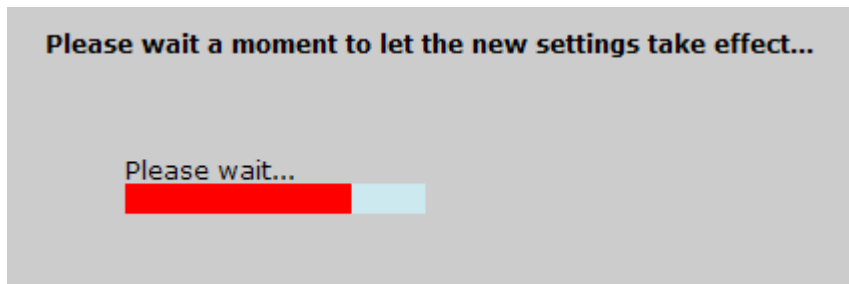 Please wait a moment to let the new settings take effect...
Please wait...